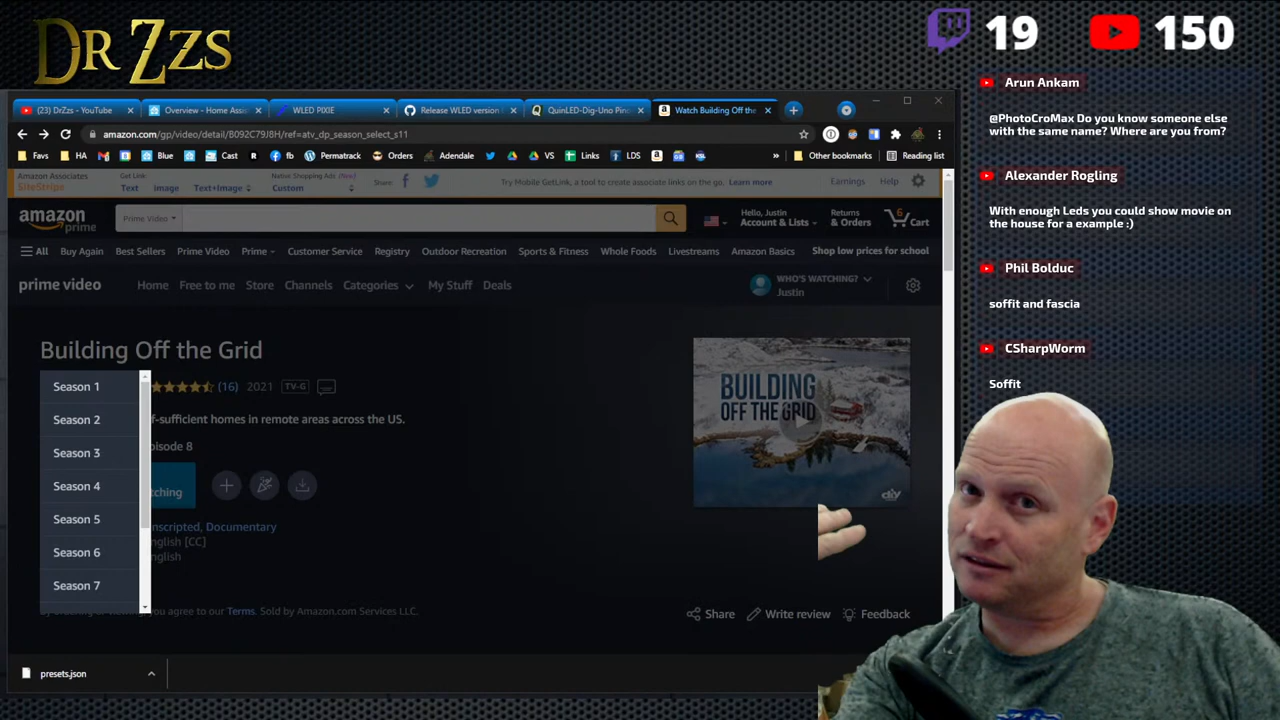 DrZzs
19
150
(23) DrZzs - YouTube
Overview - Home Assis
WLED PIXIE
Release WLED version
QuinLED-Dig-Uno Pinc
Watch Building Off the
amazon.com/gp/video/detail/B092C79J8H/ref=atv_dp_season_select_s11
Favs
HA
Blue
Cast
fb
Permatrack
Orders
Adendale
VS
Links
LDS
Other bookmarks
Reading list
Amazon Associates
SiteStripe
Get Link:
Text
Image
Text+Image
Native Shopping Ads: (New)
Custom
Share:
Try Mobile GetLink, a tool to create associate links on the go. Learn more
Earnings
Help
amazon
prime
Prime Video
Hello, Justin
Account & Lists
Returns
& Orders
6
Cart
All
Buy Again
Best Sellers
Prime Video
Prime
Customer Service
Registry
Outdoor Recreation
Sports & Fitness
Whole Foods
Livestreams
Amazon Basics
Shop low prices for school
prime video
Home
Free to me
Store
Channels
Categories
My Stuff
Deals
WHO'S WATCHING?
Justin
Building Off the Grid
Season 1
Season 2
Season 3
Season 4
Season 5
Season 6
Season 7
(16) 2021 TV-G
f-sufficient homes in remote areas across the US.
pisode 8
tching
nscripted, Documentary
nglish [CC]
nglish
you agree to our Terms. Sold by Amazon.com Services LLC.
BUILDING
OFF THE GRID
diy
Share
Write review
Feedback
presets.json
Arun Ankam
@PhotoCroMax Do you know someone else
with the same name? Where are you from?
Alexander Rogling
With enough Leds you could show movie on
the house for a example :)
Phil Bolduc
soffit and fascia
CSharpWorm
Soffit